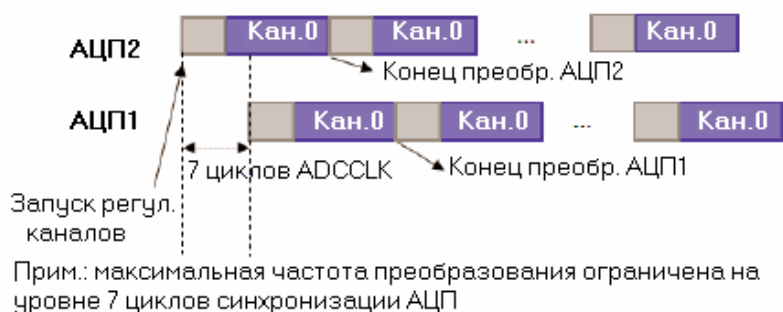 АЦП2 Кан.0 Кан.0 ... Кан.0
Конец преобр. АЦП2
АЦП1 Кан.0 Кан.0 ... Кан.0
7 циклов ADCCLK
Конец преобр. АЦП1
Запуск регул.
каналов
Прим.: максимальная частота преобразования ограничена на
уровне 7 циклов синхронизации АЦП